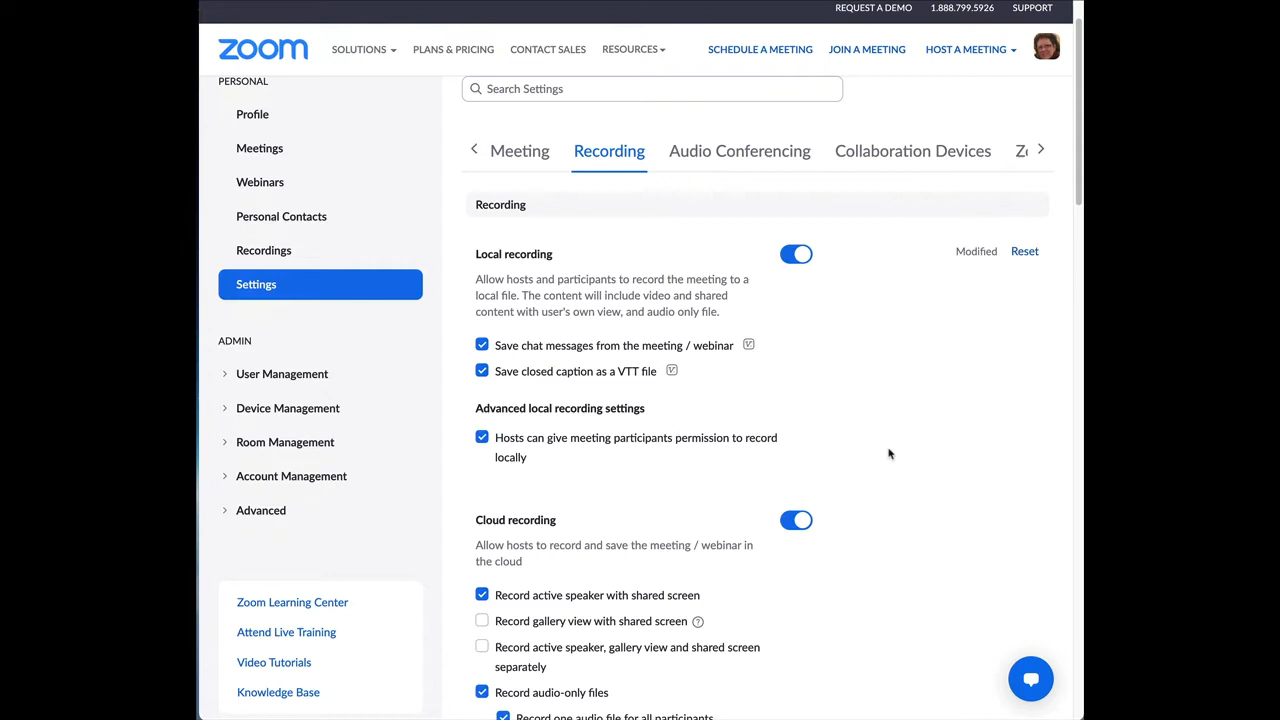 REQUEST A DEMO 1.888.799.5926 SUPPORT
zoom SOLUTIONS PLANS & PRICING CONTACT SALES RESOURCES SCHEDULE A MEETING JOIN A MEETING HOST A MEETING
PERSONAL
Profile
Meetings
Webinars
Personal Contacts
Recordings
Settings
ADMIN
User Management
Device Management
Room Management
Account Management
Advanced
Zoom Learning Center
Attend Live Training
Video Tutorials
Knowledge Base
Search Settings
Meeting Recording Audio Conferencing Collaboration Devices
Recording
Local recording
Modified Reset
Allow hosts and participants to record the meeting to a
local file. The content will include video and shared
content with user's own view, and audio only file.
Save chat messages from the meeting / webinar
Save closed caption as a VTT file
Advanced local recording settings
Hosts can give meeting participants permission to record
locally
Cloud recording
Allow hosts to record and save the meeting / webinar in
the cloud
Record active speaker with shared screen
Record gallery view with shared screen
Record active speaker, gallery view and shared screen
separately
Record audio-only files
Record one audio file for all participants